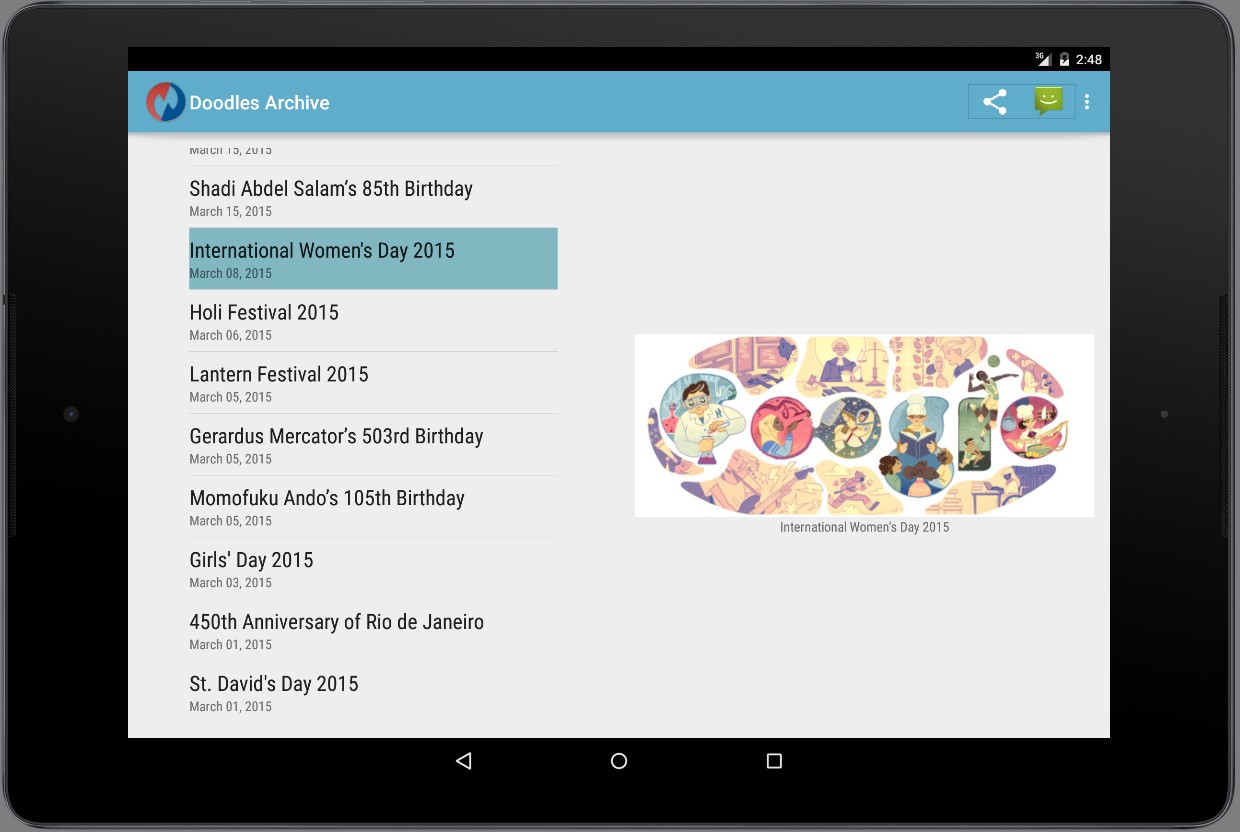 3G 2:48
Doodles Archive
March 15, 2015
Shadi Abdel Salam’s 85th Birthday
March 15, 2015
International Women's Day 2015
March 08, 2015
Holi Festival 2015
March 06, 2015
Lantern Festival 2015
March 05, 2015
Gerardus Mercator’s 503rd Birthday
March 05, 2015
Momofuku Ando’s 105th Birthday
March 05, 2015
Girls' Day 2015
March 03, 2015
450th Anniversary of Rio de Janeiro
March 01, 2015
St. David's Day 2015
March 01, 2015
International Women's Day 2015